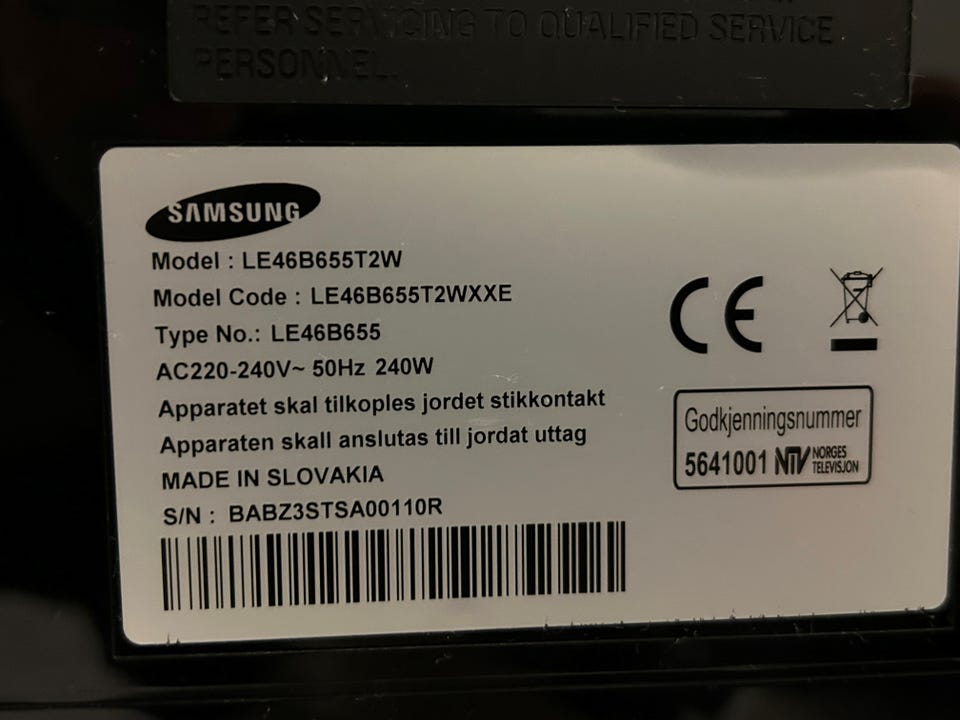 REFER SERVICING TO QUALIFIED SERVICE
PERSONNEL.
SAMSUNG
Model : LE46B655T2W
Model Code : LE46B655T2WXXE
Type No.: LE46B655
AC220-240V~ 50Hz 240W
Apparatet skal tilkoples jordet stikkontakt
Apparaten skall anslutas till jordat uttag
MADE IN SLOVAKIA
S/N : BABZ3STSA00110R
CE
Godkjenningsnummer
5641001 NTV NORGES
TELEVISJON